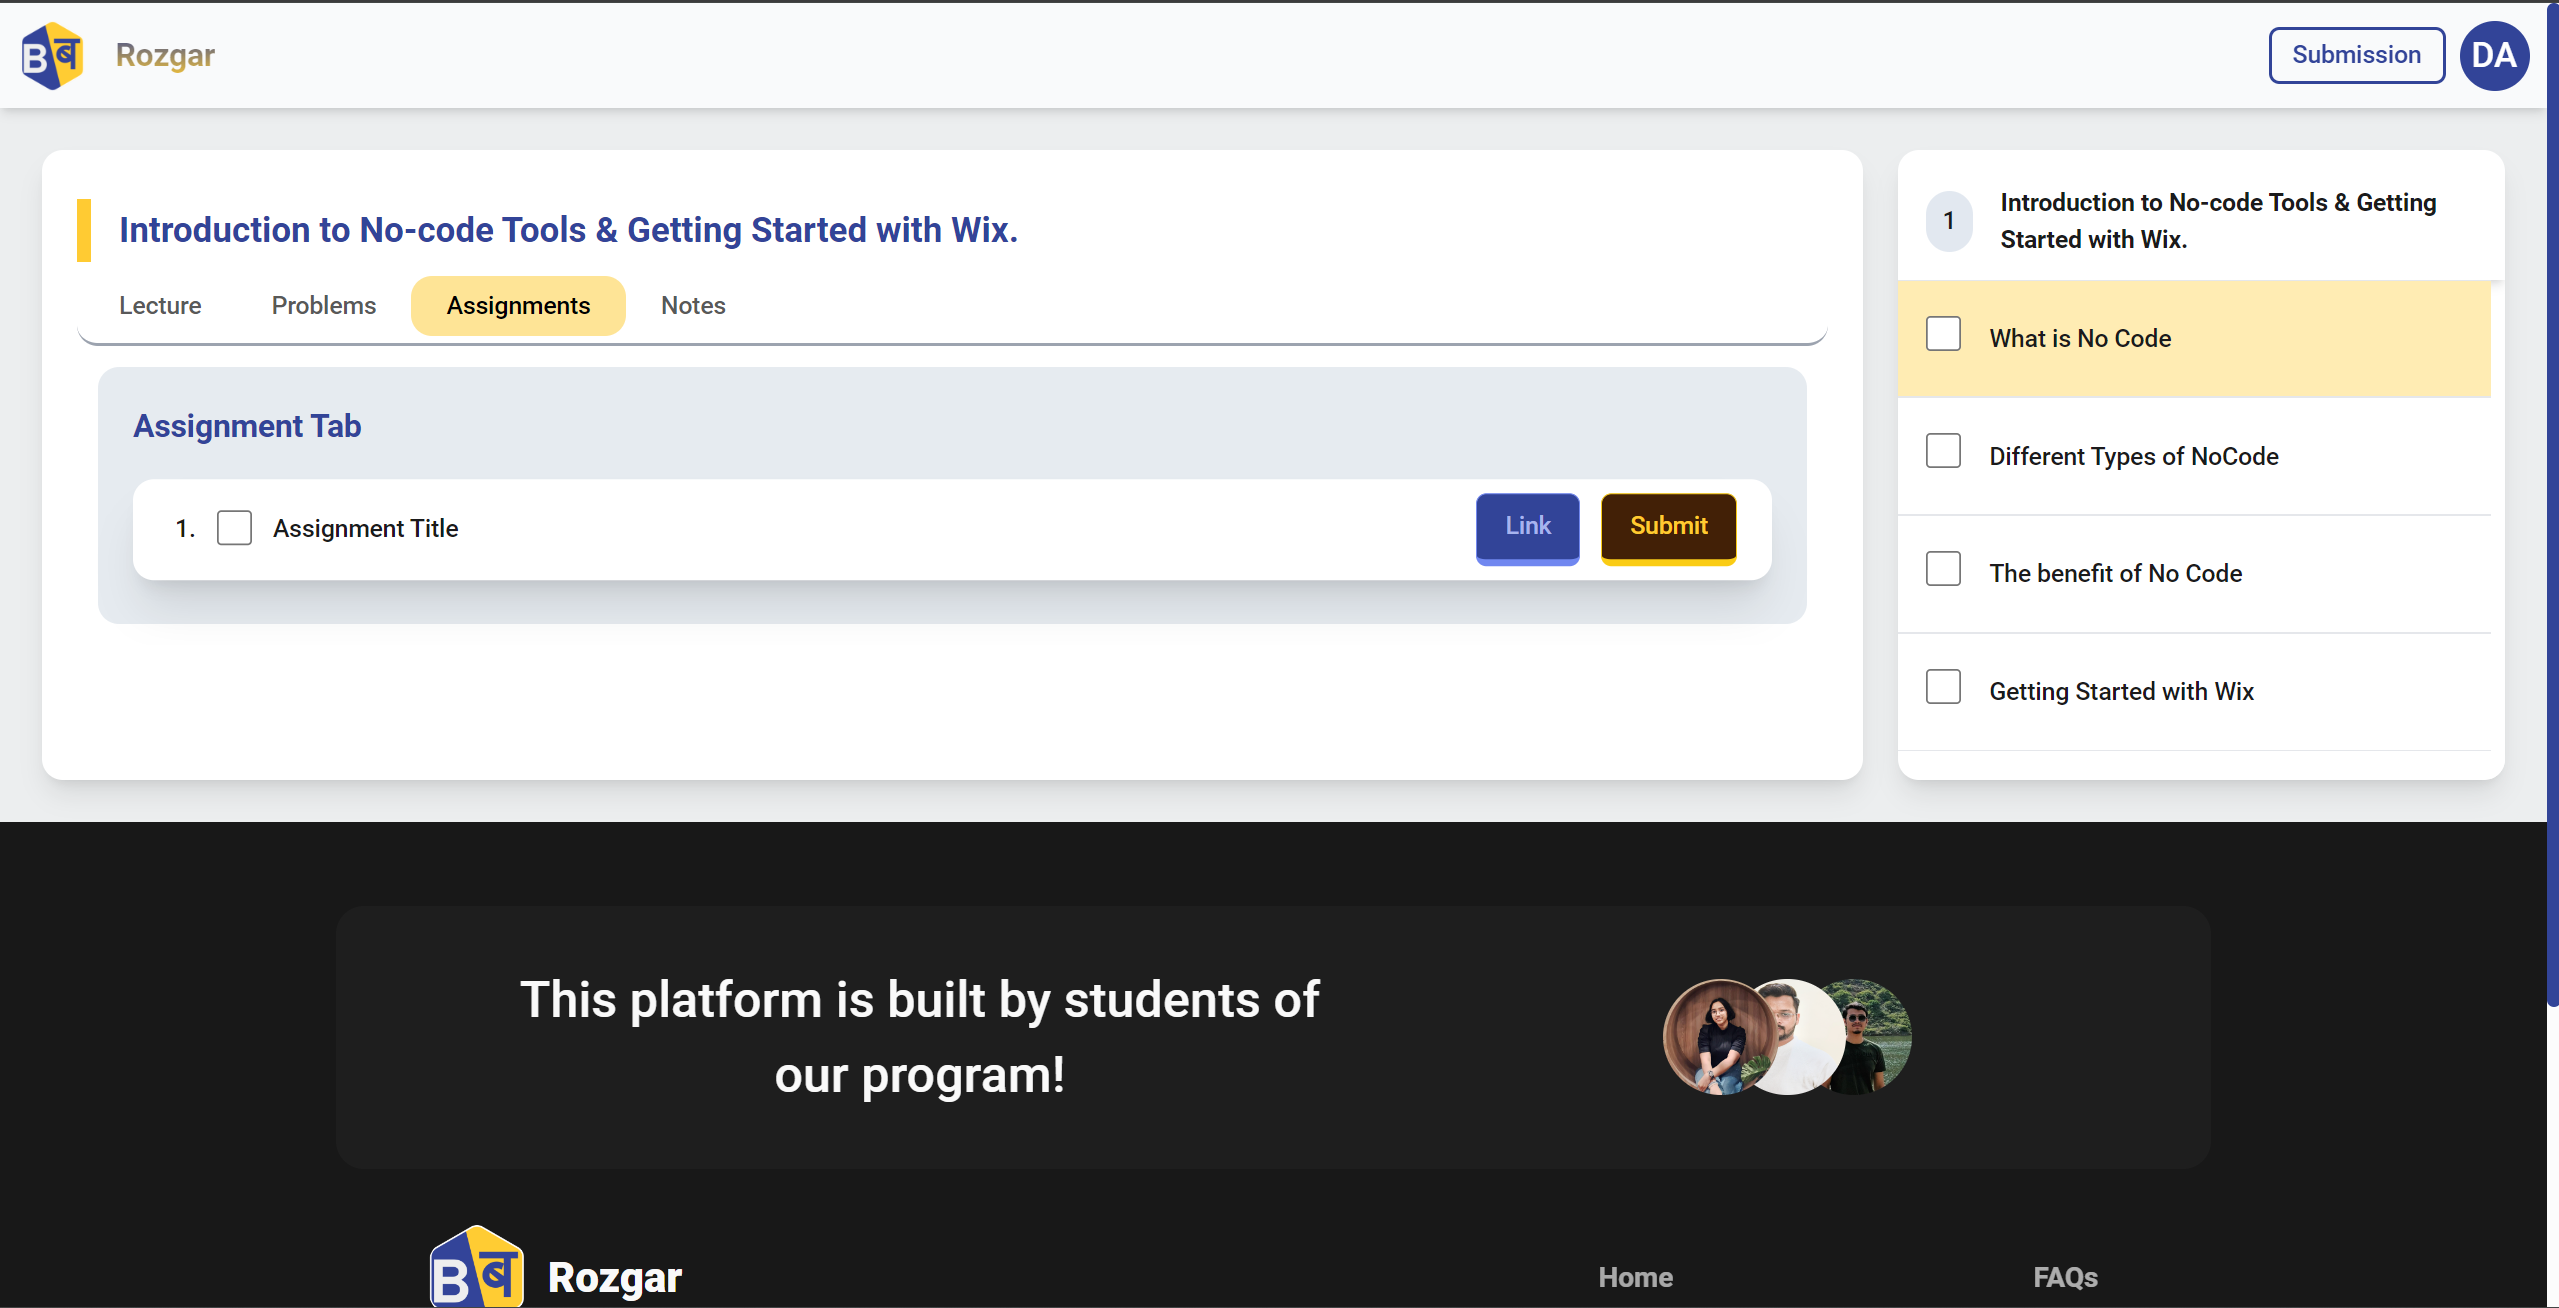 Bब Rozgar
Submission DA
Introduction to No-code Tools & Getting Started with Wix.
Lecture Problems Assignments Notes
Assignment Tab
1. Assignment Title Link Submit
1 Introduction to No-code Tools & Getting
Started with Wix.
What is No Code
Different Types of NoCode
The benefit of No Code
Getting Started with Wix
This platform is built by students of
our program!
Bब Rozgar
Home
FAQs